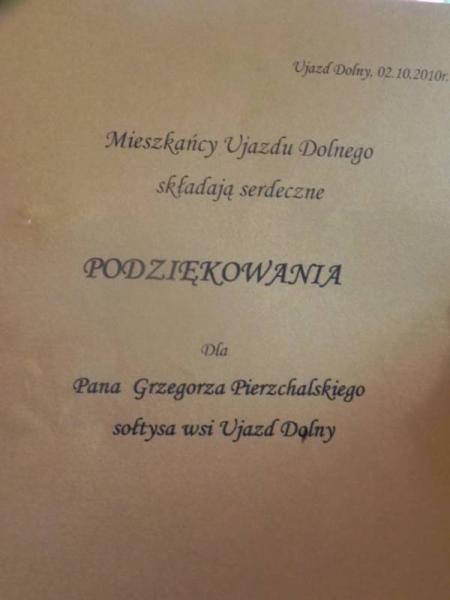 Ujazd Dolny, 02.10.2010r.
Mieszkańcy Ujazdu Dolnego
składają serdeczne
PODZIĘKOWANIA
Dla
Pana Grzegorza Pierzchalskiego
sołtysa wsi Ujazd Dolny